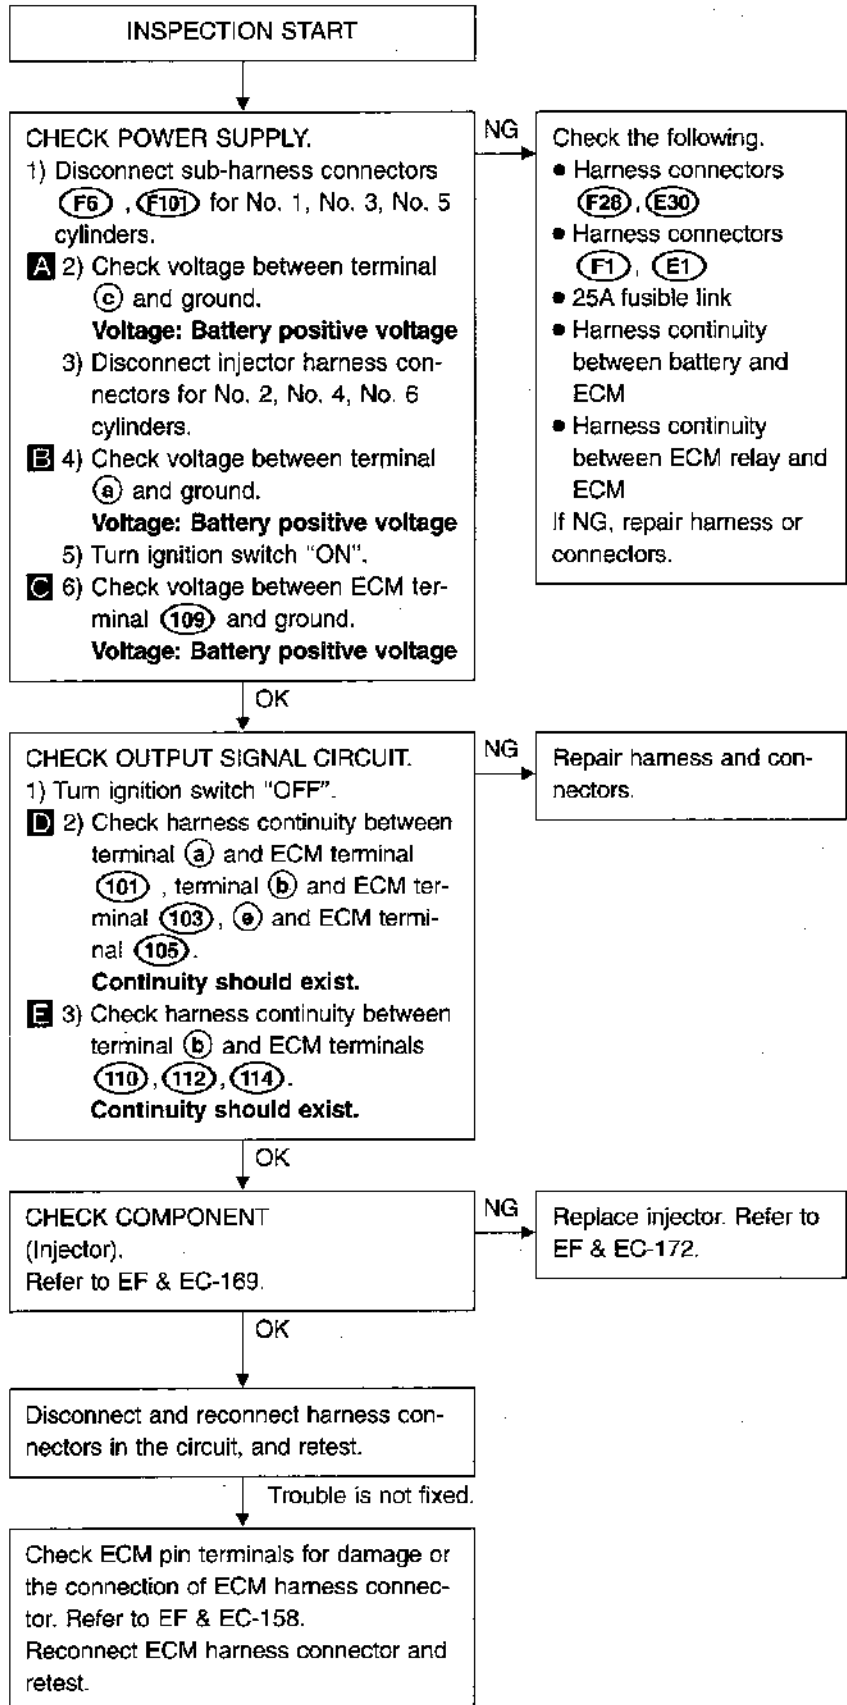 INSPECTION START
CHECK POWER SUPPLY.
1) Disconnect sub-harness connectors
F6 , F101 for No. 1, No. 3, No. 5
cylinders.
A 2) Check voltage between terminal
c and ground.
Voltage: Battery positive voltage
3) Disconnect injector harness con-
nectors for No. 2, No. 4, No. 6
cylinders.
B 4) Check voltage between terminal
a and ground.
Voltage: Battery positive voltage
5) Turn ignition switch “ON”.
C 6) Check voltage between ECM ter-
minal 109 and ground.
Voltage: Battery positive voltage
NG
Check the following.
● Harness connectors
F28, E30
● Harness connectors
F1, E1
● 25A fusible link
● Harness continuity
between battery and
ECM
● Harness continuity
between ECM relay and
ECM
If NG, repair harness or
connectors.
OK
CHECK OUTPUT SIGNAL CIRCUIT.
1) Turn ignition switch “OFF”.
D 2) Check harness continuity between
terminal a and ECM terminal
101 , terminal b and ECM ter-
minal 103, e and ECM termi-
nal 105.
Continuity should exist.
E 3) Check harness continuity between
terminal b and ECM terminals
110, 112, 114.
Continuity should exist.
NG
Repair harness and con-
nectors.
OK
CHECK COMPONENT
(Injector).
Refer to EF & EC-169.
NG
Replace injector. Refer to
EF & EC-172.
OK
Disconnect and reconnect harness con-
nectors in the circuit, and retest.
Trouble is not fixed.
Check ECM pin terminals for damage or
the connection of ECM harness connec-
tor. Refer to EF & EC-158.
Reconnect ECM harness connector and
retest.